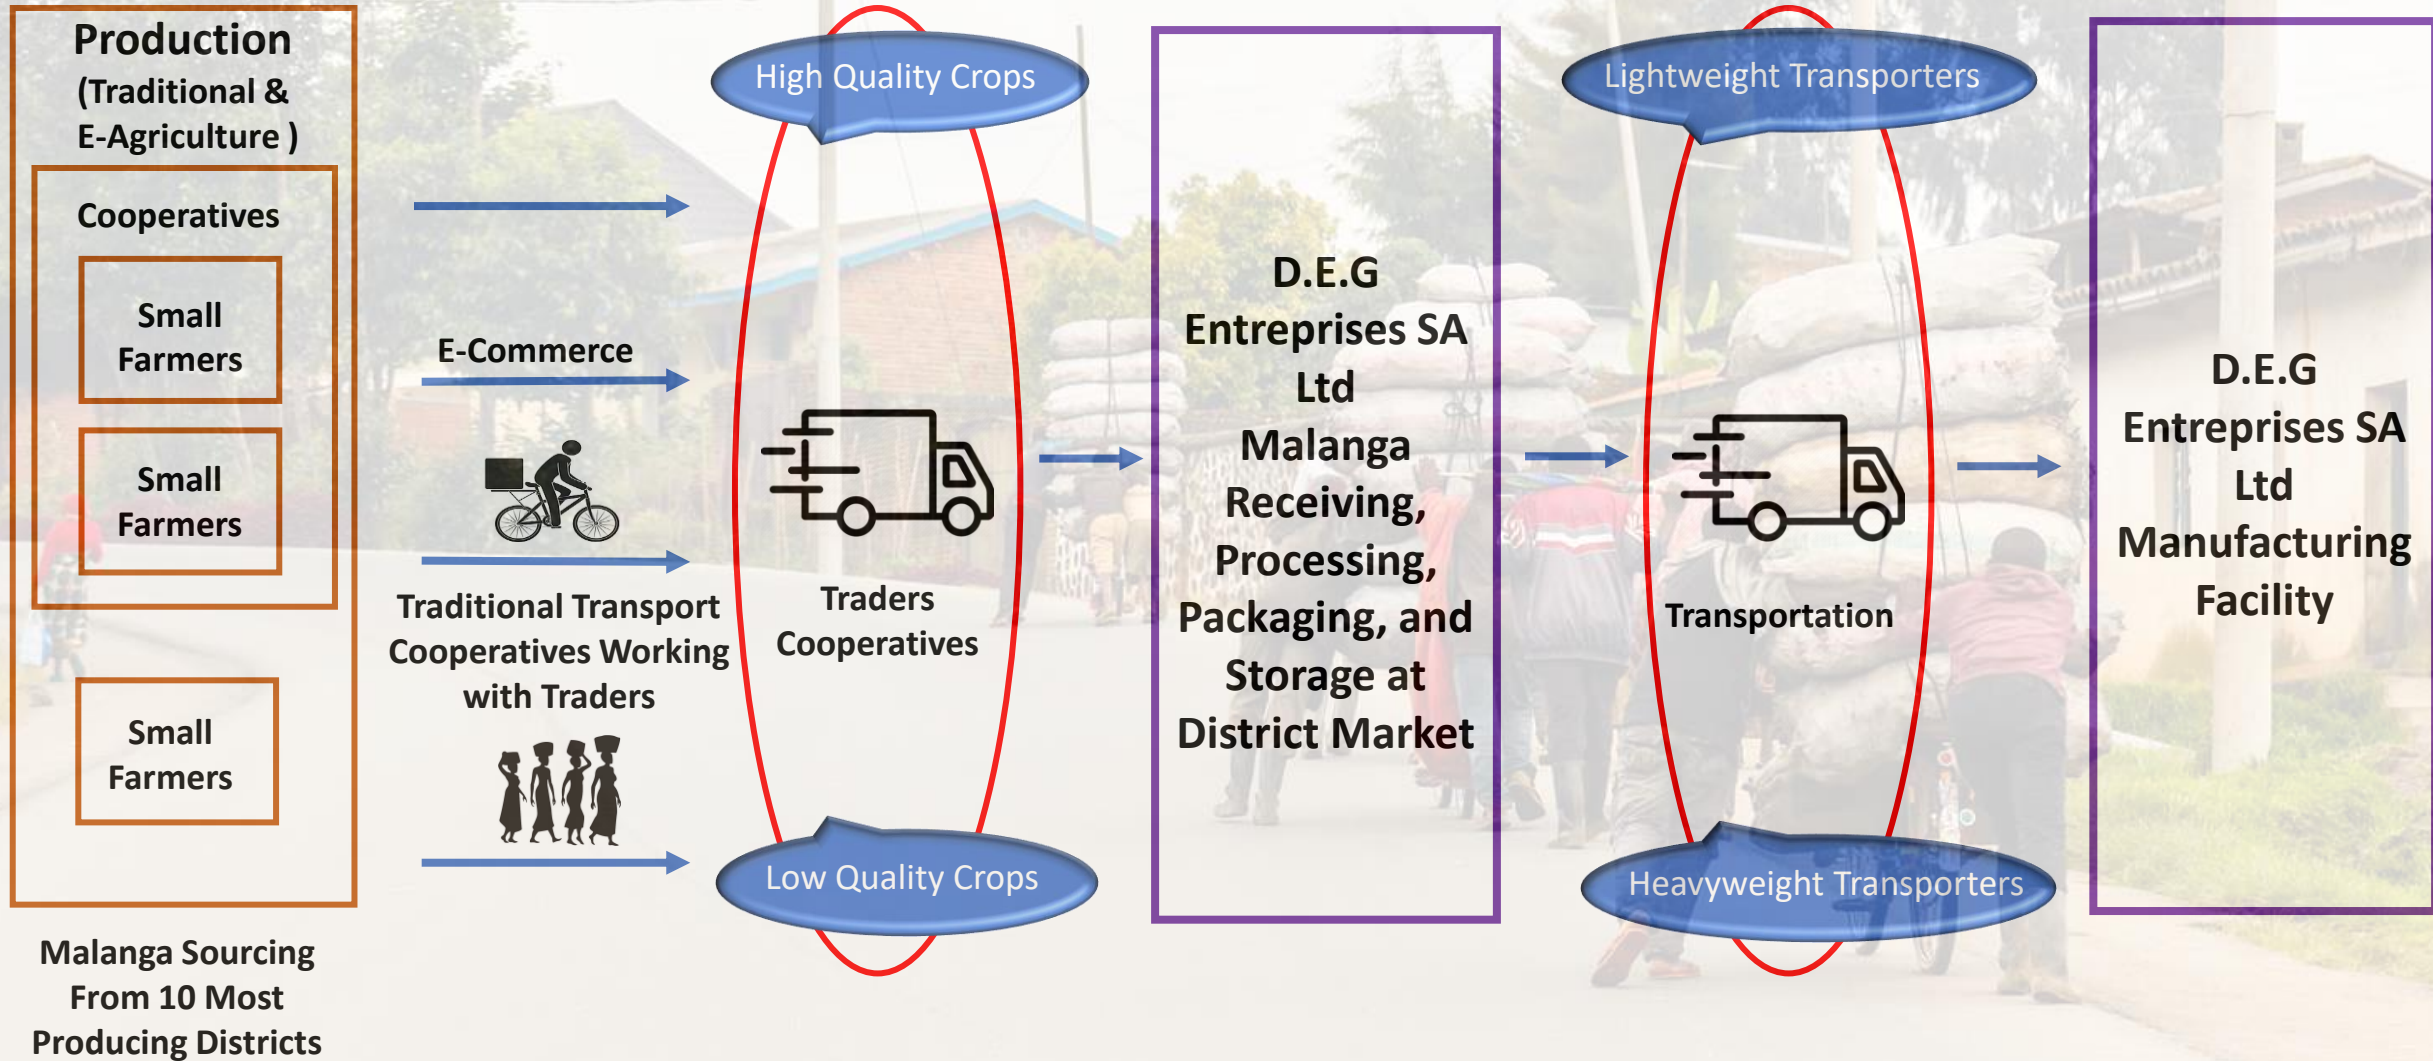 Production
(Traditional &
E-Agriculture )
Cooperatives
Small
Farmers
Small
Farmers
Small
Farmers
Malanga Sourcing
From 10 Most
Producing Districts
E-Commerce
Traditional Transport
Cooperatives Working
with Traders
High Quality Crops
Traders
Cooperatives
Low Quality Crops
D.E.G
Entreprises SA
Ltd
Malanga
Receiving,
Processing,
Packaging, and
Storage at
District Market
Lightweight Transporters
Transportation
Heavyweight Transporters
D.E.G
Entreprises SA
Ltd
Manufacturing
Facility